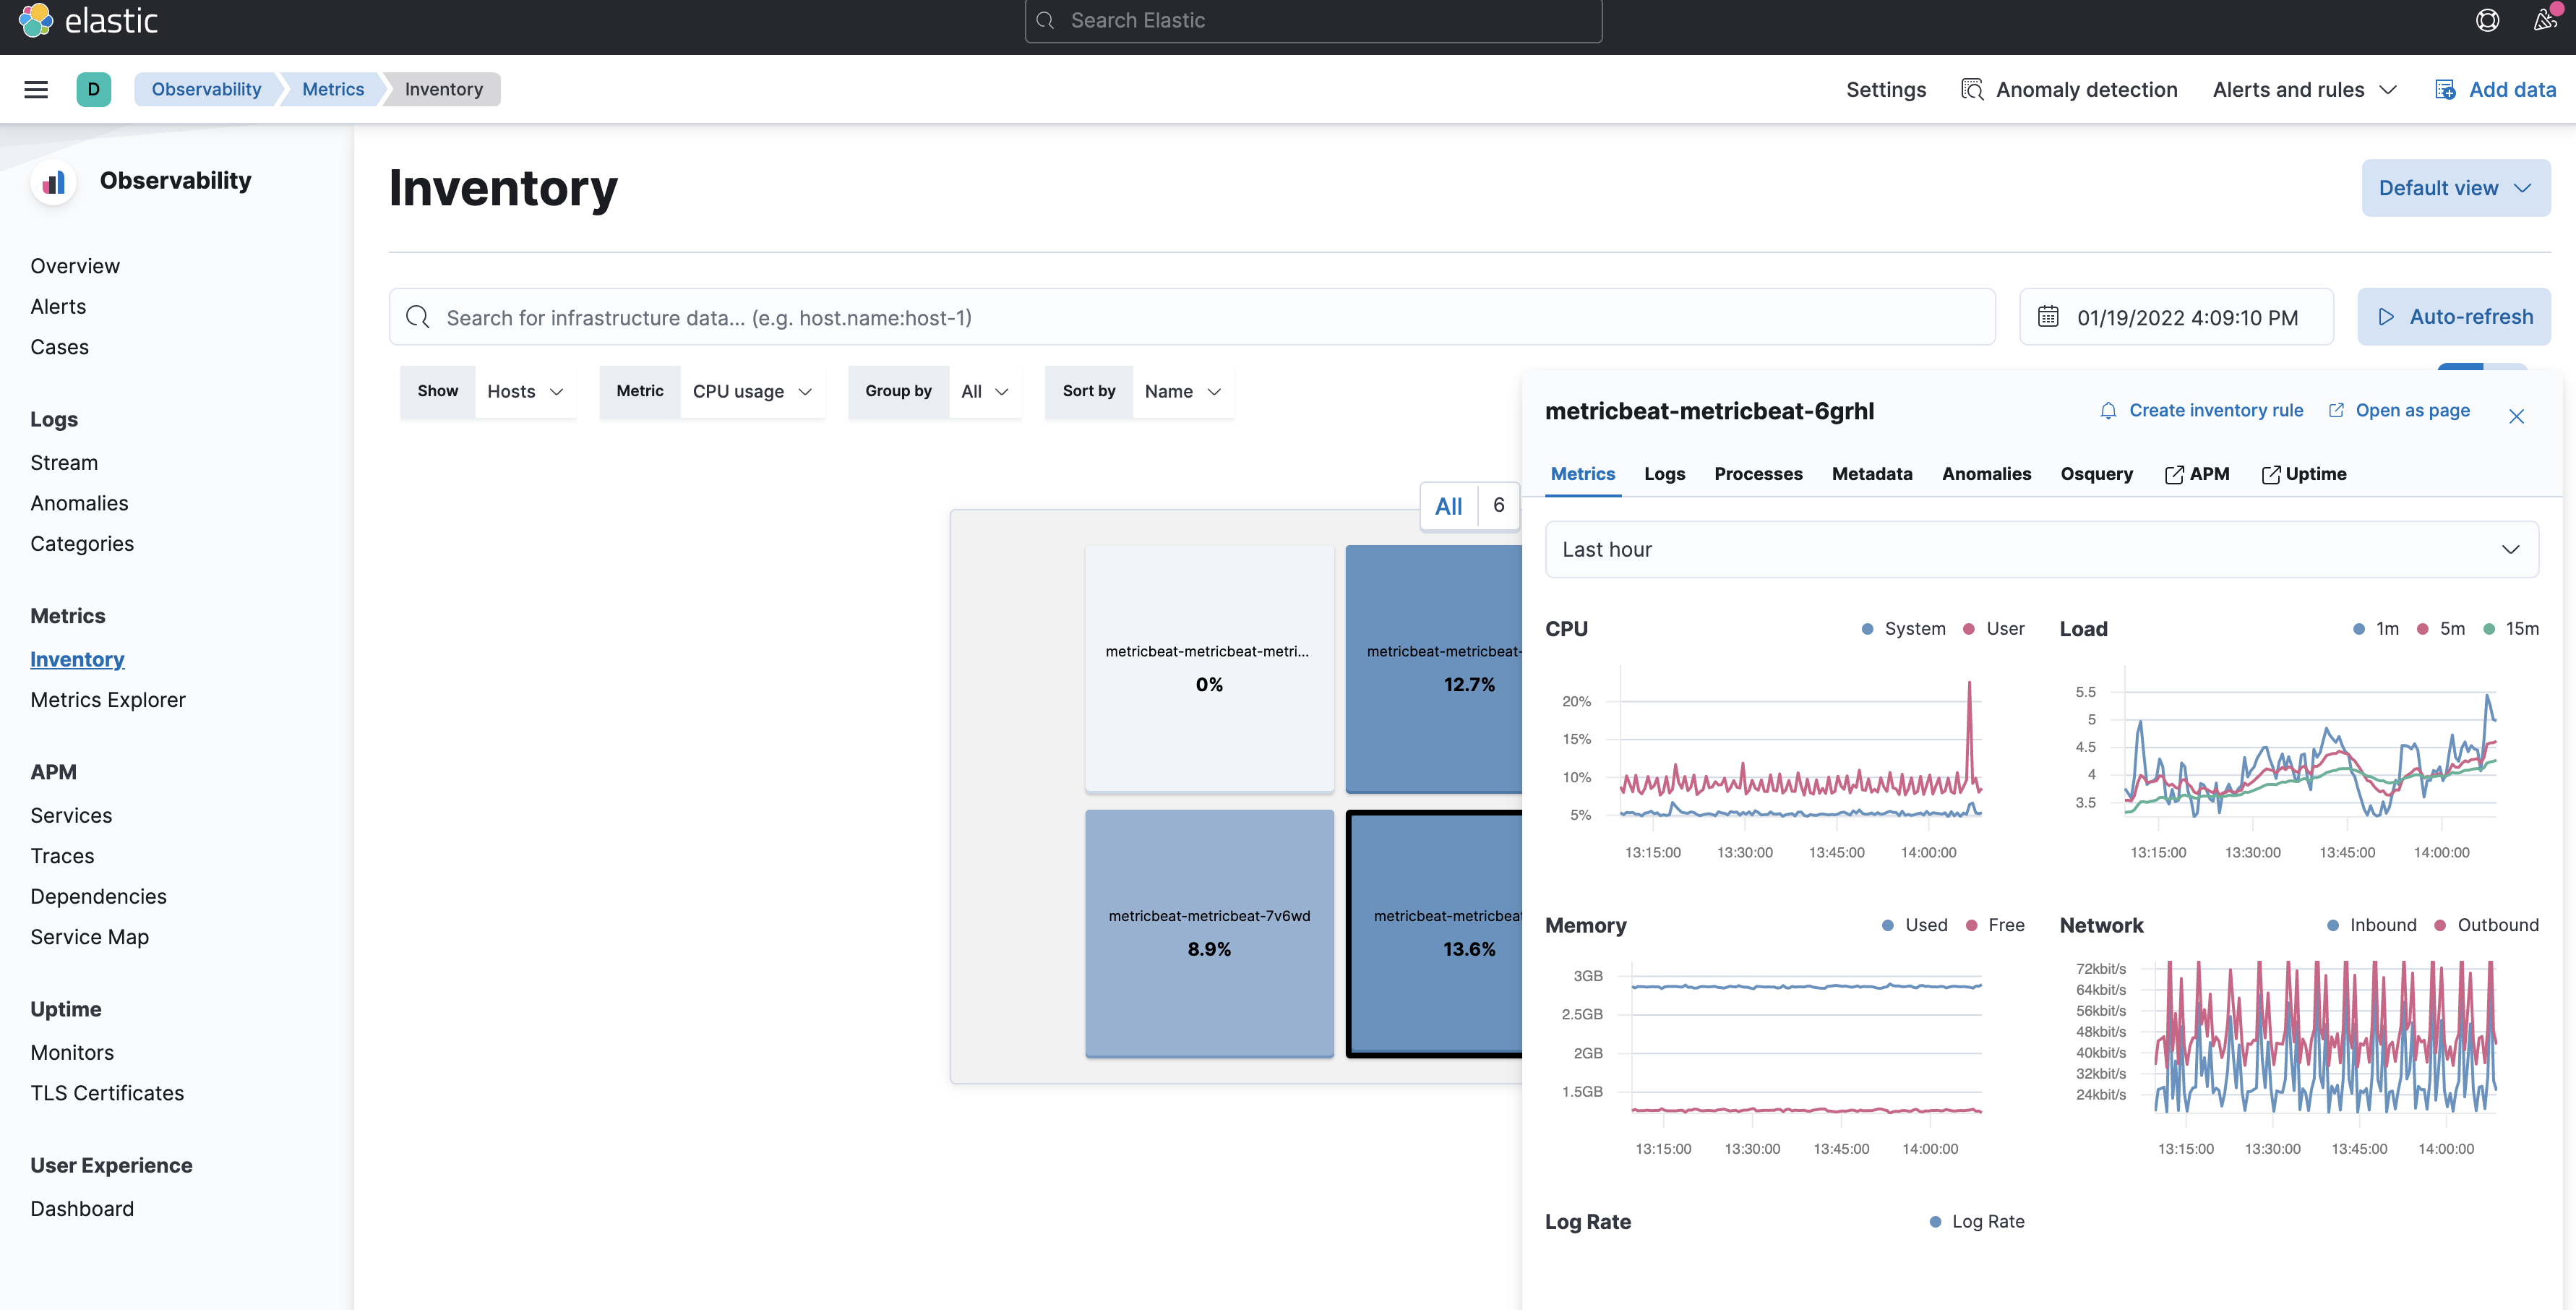 elastic
Search Elastic
D
Observability
Metrics
Inventory
Settings
Anomaly detection
Alerts and rules
Add data
Observability
Overview
Alerts
Cases
Logs
Stream
Anomalies
Categories
Metrics
Inventory
Metrics Explorer
APM
Services
Traces
Dependencies
Service Map
Uptime
Monitors
TLS Certificates
User Experience
Dashboard
Inventory
Default view
Search for infrastructure data... (e.g. host.name:host-1)
01/19/2022 4:09:10 PM
Auto-refresh
Show Hosts
Metric CPU usage
Group by All
Sort by Name
All 6
metricbeat-metricbeat-metri...
0%
metricbeat-metricbeat-
12.7%
metricbeat-metricbeat-7v6wd
8.9%
metricbeat-metricbeat
13.6%
metricbeat-metricbeat-6grhl
Create inventory rule
Open as page
Metrics Logs Processes Metadata Anomalies Osquery APM Uptime
Last hour
CPU
System User
20%
15%
10%
5%
13:15:00 13:30:00 13:45:00 14:00:00
Load
1m 5m 15m
5.5
5
4.5
4
3.5
13:15:00 13:30:00 13:45:00 14:00:00
Memory
Used Free
3GB
2.5GB
2GB
1.5GB
13:15:00 13:30:00 13:45:00 14:00:00
Network
Inbound Outbound
72kbit/s
64kbit/s
56kbit/s
48kbit/s
40kbit/s
32kbit/s
24kbit/s
13:15:00 13:30:00 13:45:00 14:00:00
Log Rate
Log Rate